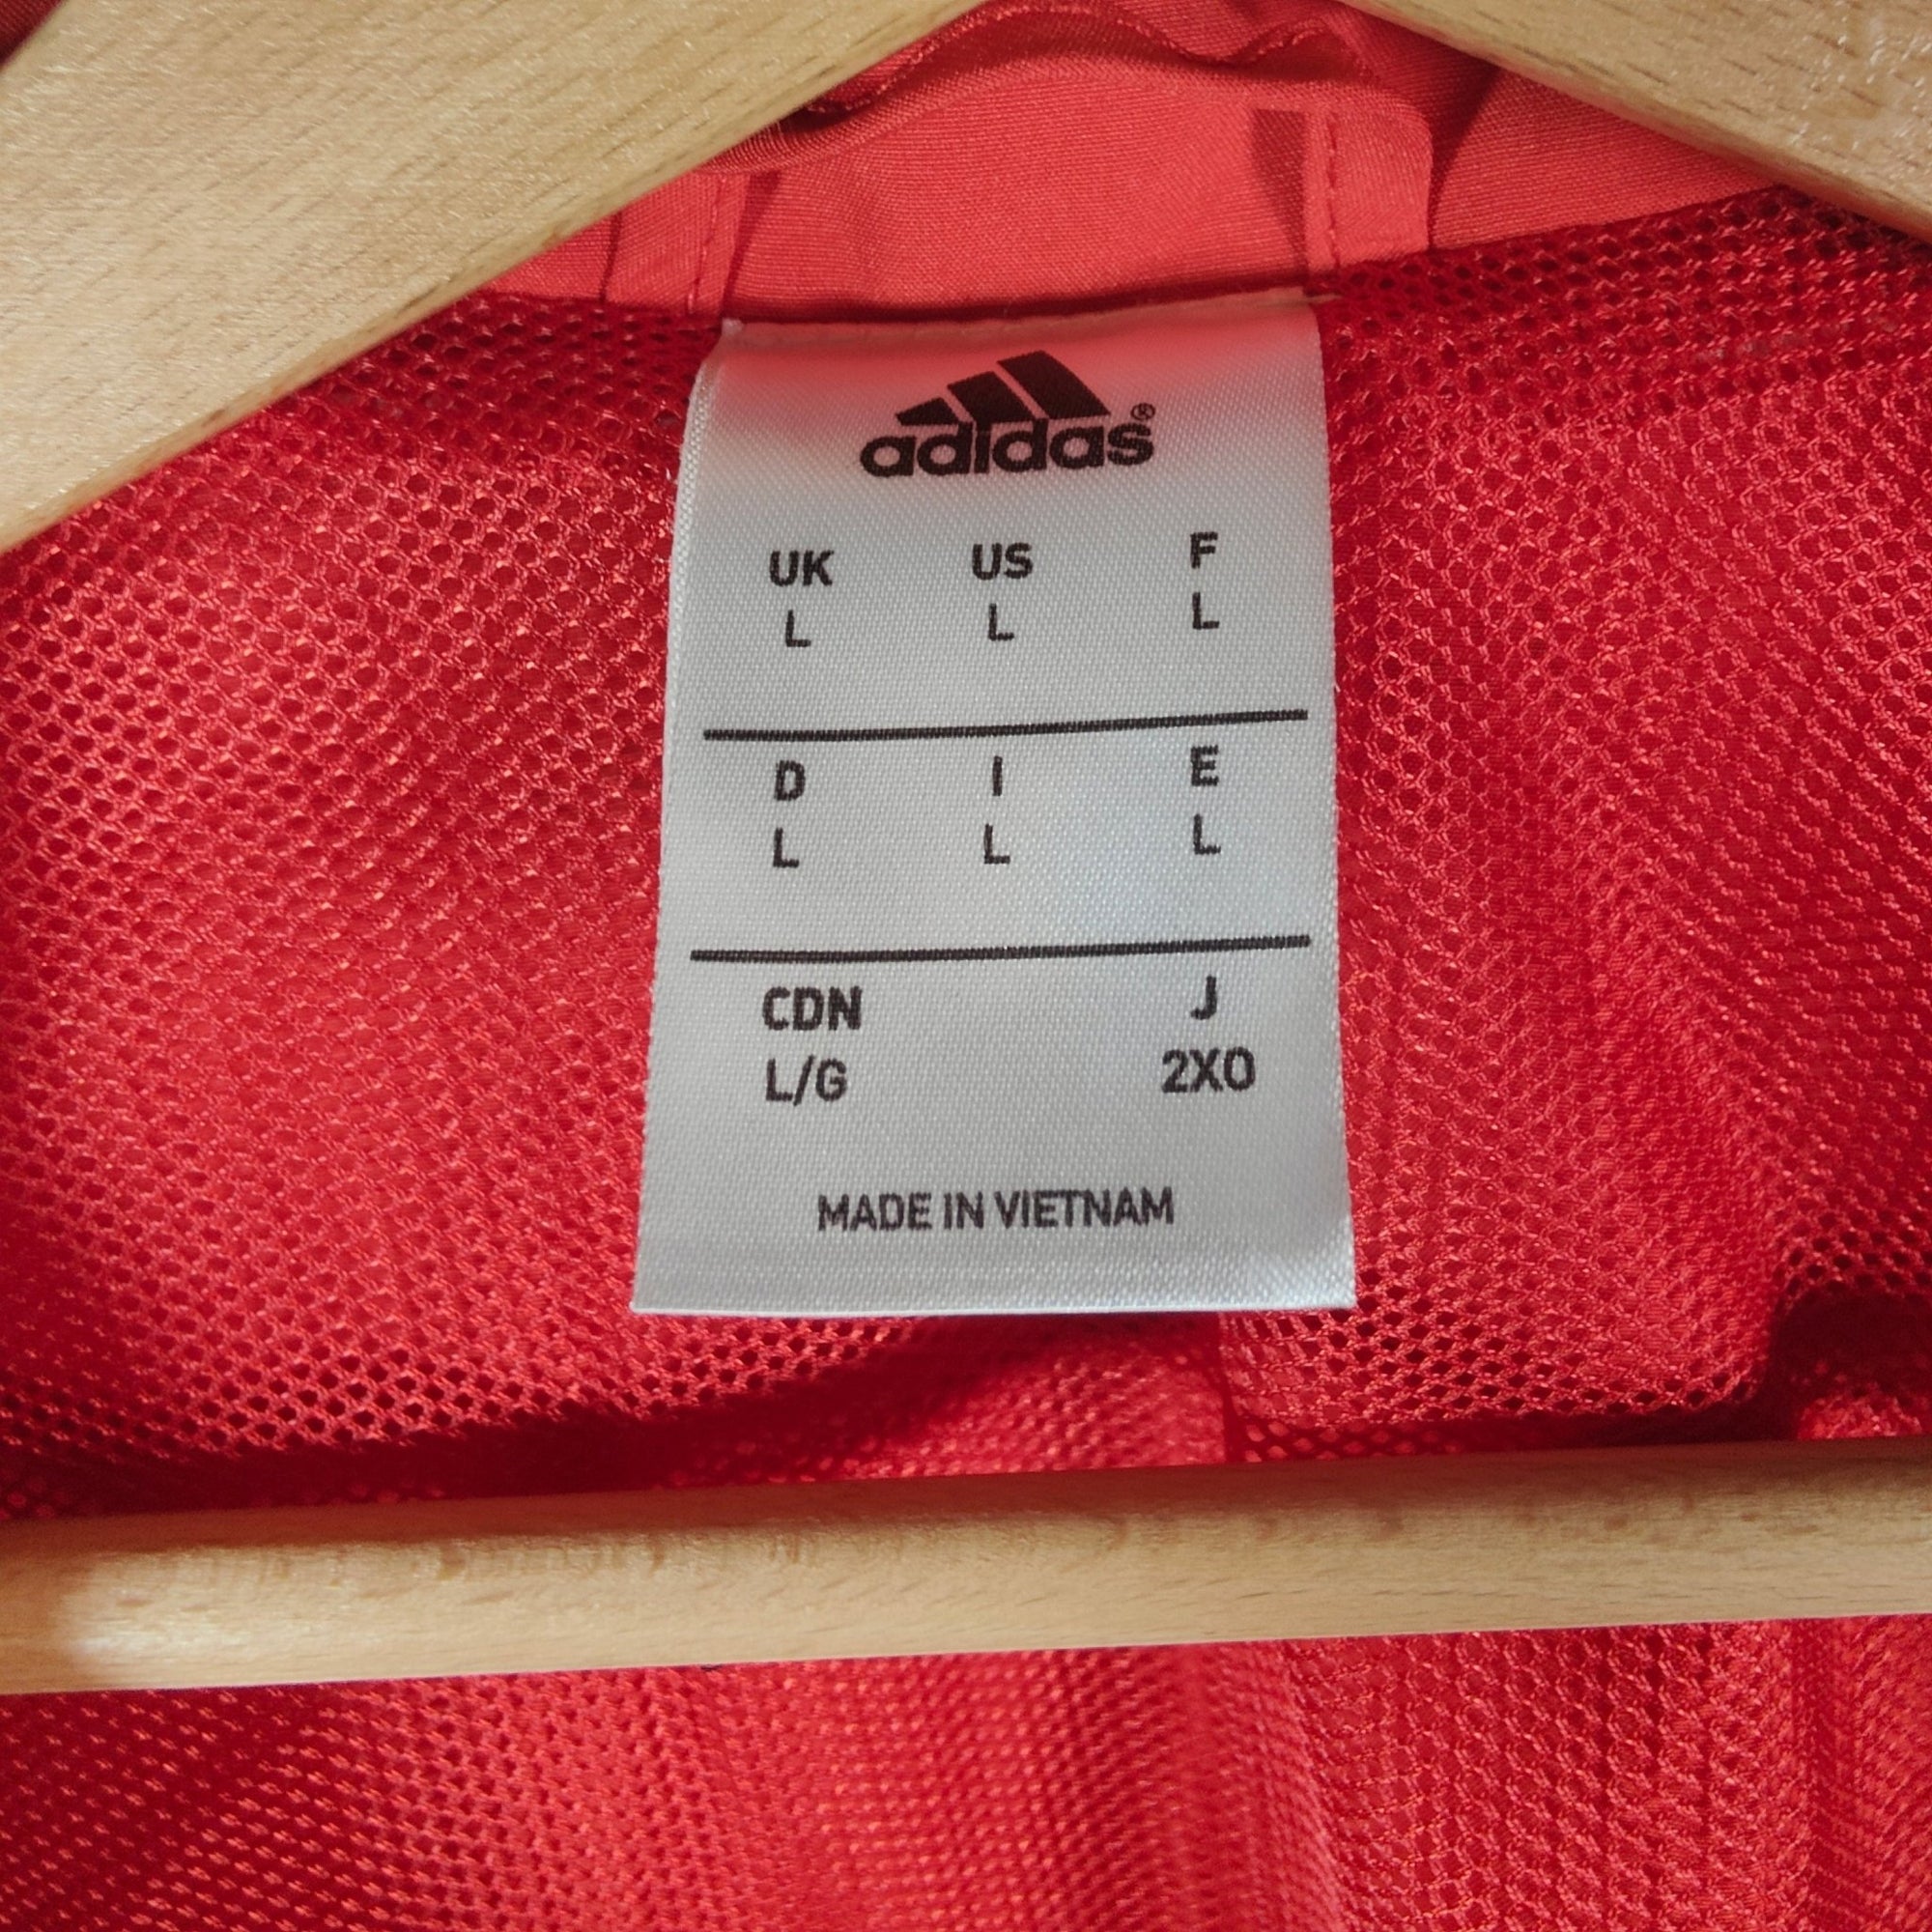 adidas®
UK US F
L L L
D I E
L L L
CDN J
L/G 2XO
MADE IN VIETNAM